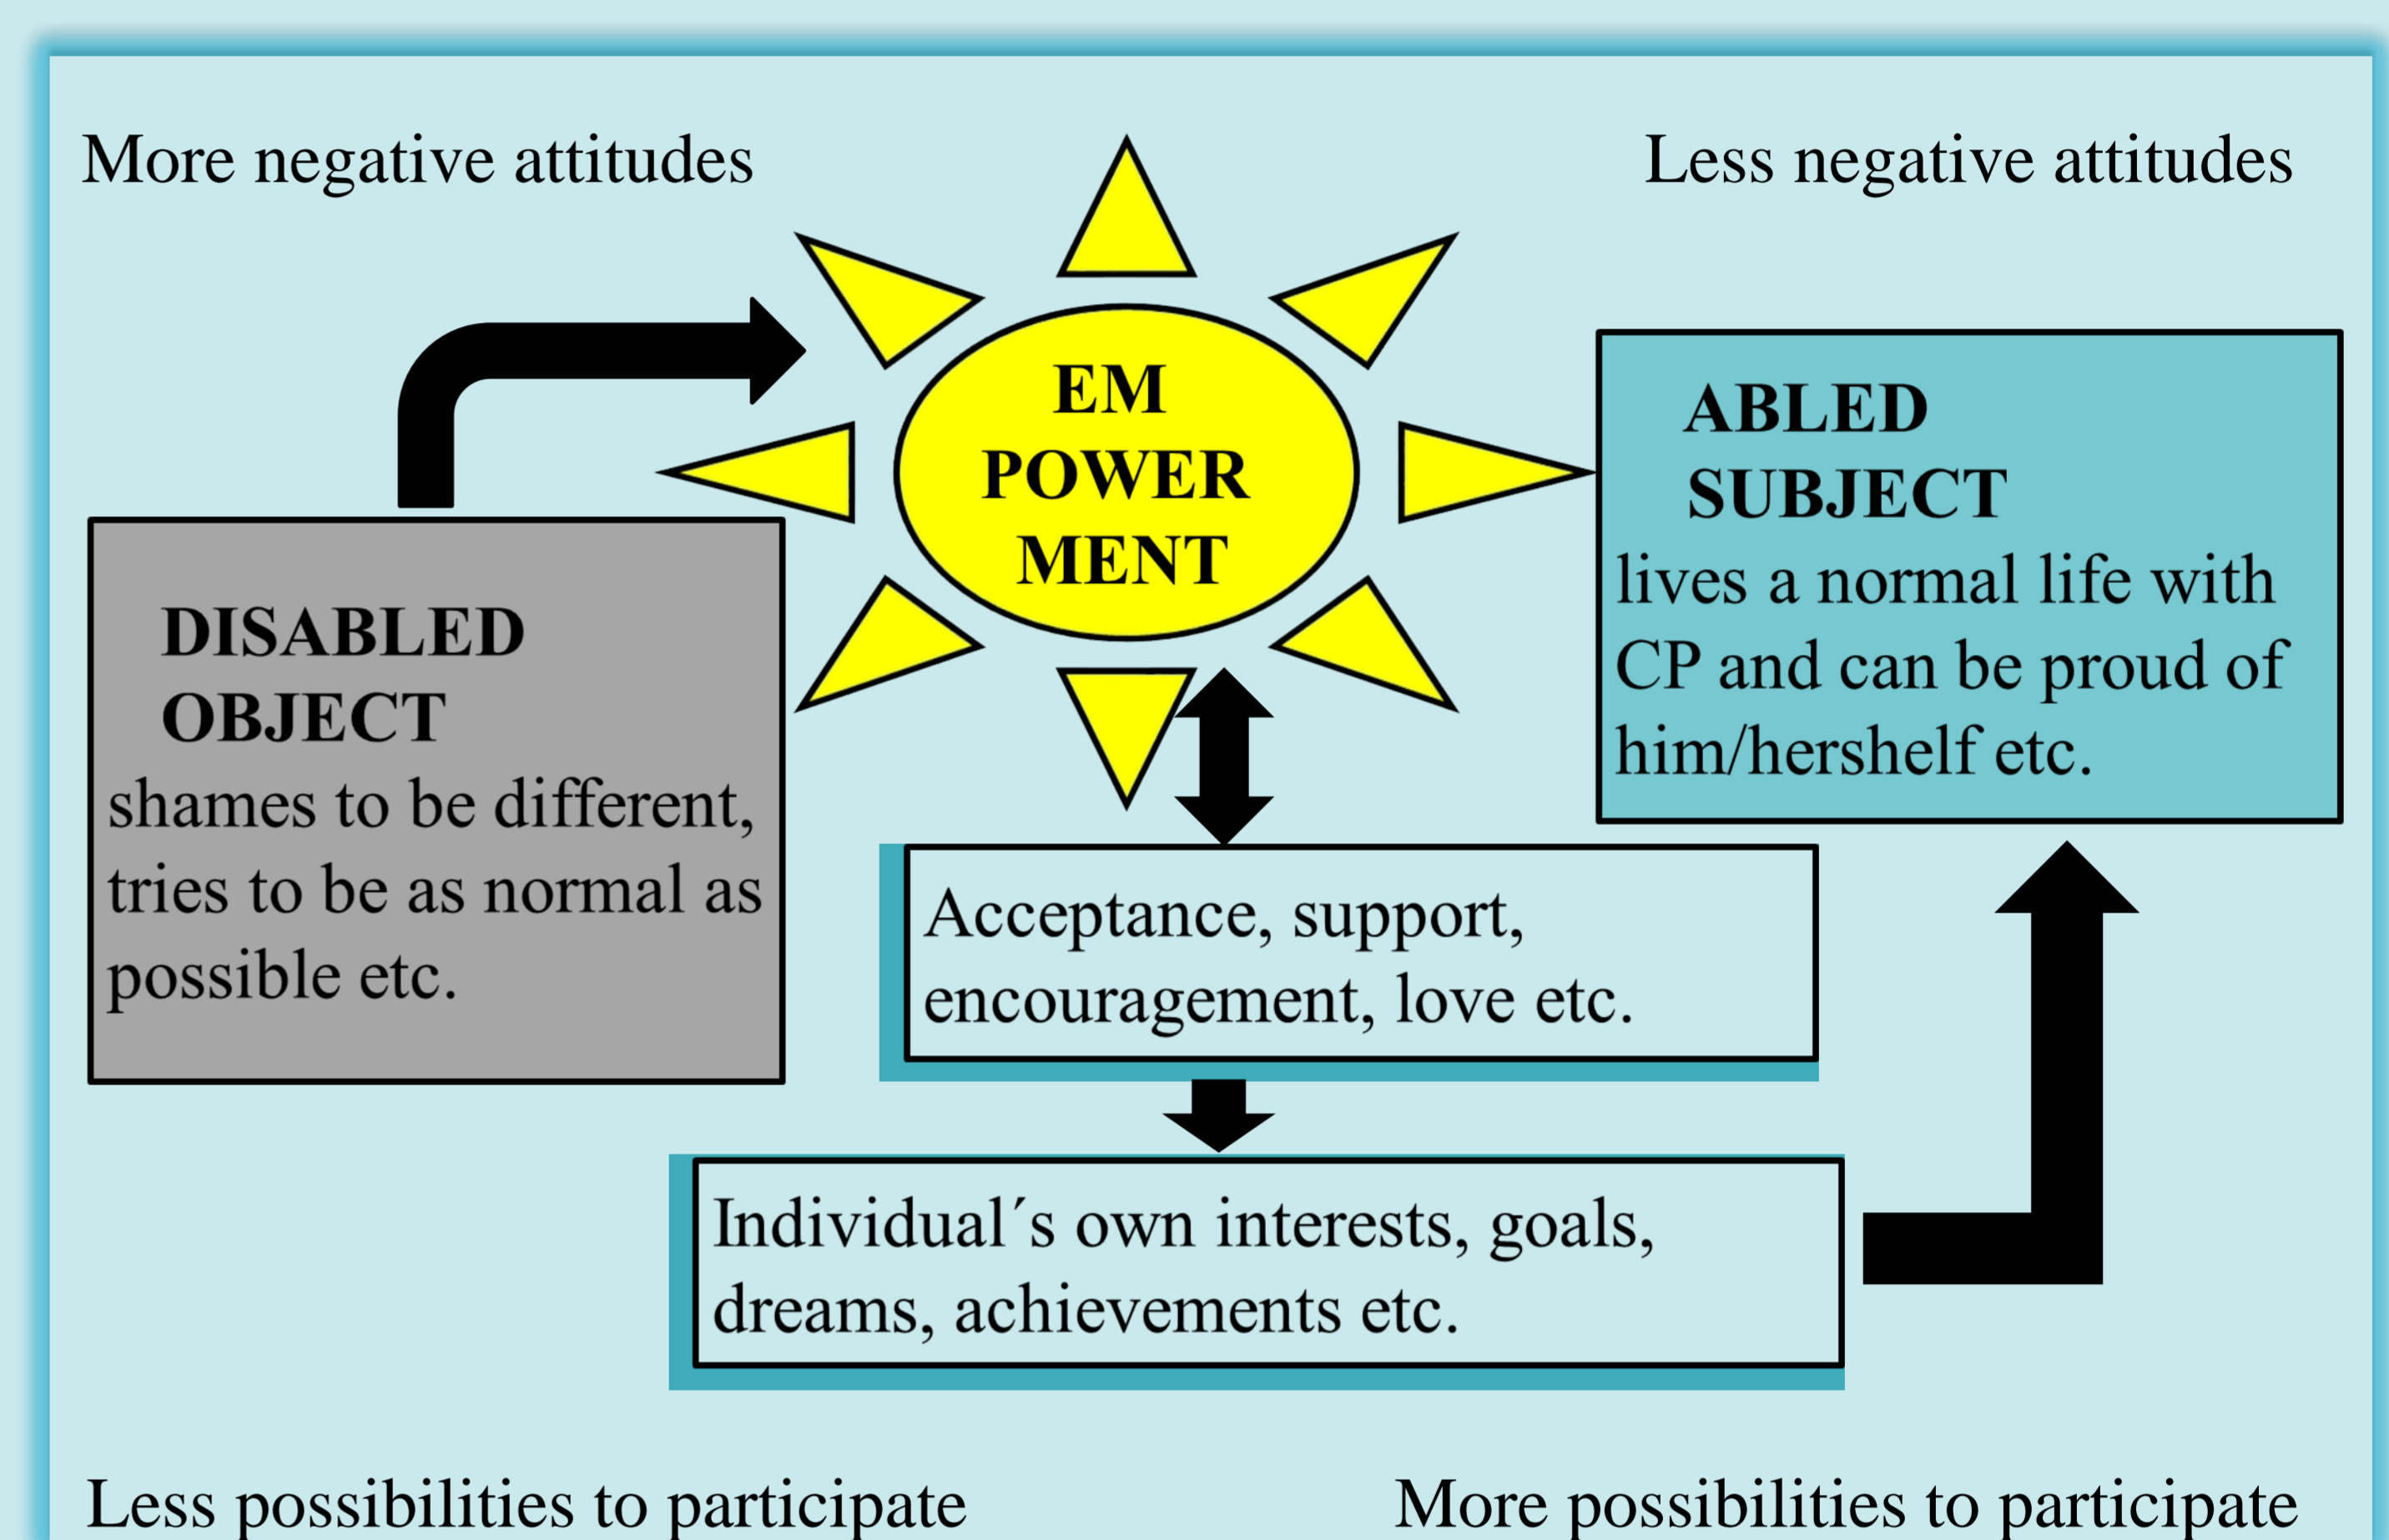 More negative attitudes
Less negative attitudes
EM
POWER
MENT
DISABLED
OBJECT
shames to be different,
tries to be as normal as
possible etc.
ABLED
SUBJECT
lives a normal life with
CP and can be proud of
him/hershelf etc.
Acceptance, support,
encouragement, love etc.
Individual´s own interests, goals,
dreams, achievements etc.
Less possibilities to participate
More possibilities to participate